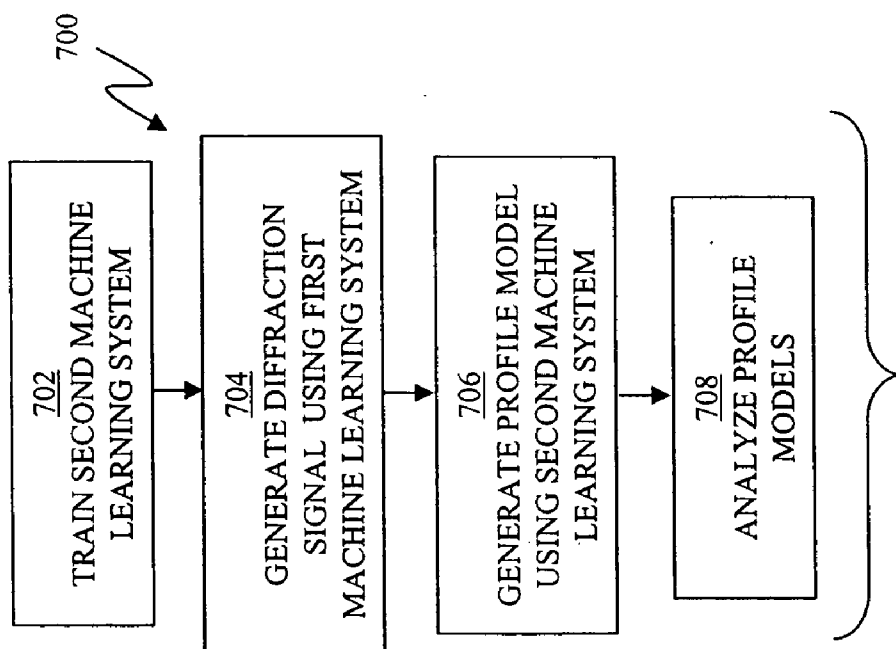 700
702
TRAIN SECOND MACHINE
LEARNING SYSTEM
704
GENERATE DIFFRACTION
SIGNAL USING FIRST
MACHINE LEARNING SYSTEM
706
GENERATE PROFILE MODEL
USING SECOND MACHINE
LEARNING SYSTEM
708
ANALYZE PROFILE
MODELS